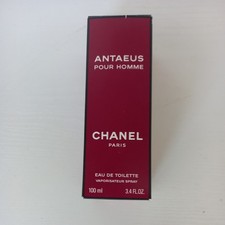 ANTAEUS
POUR HOMME
CHANEL
PARIS
EAU DE TOILETTE
VAPORISATEUR SPRAY
100 ml 3.4 FL.OZ.